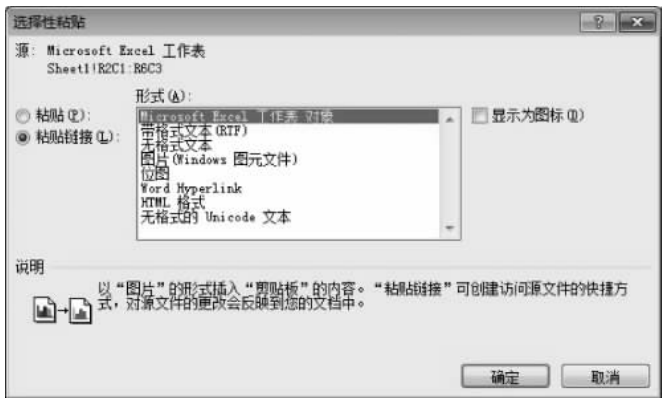 选择性粘贴
源: Microsoft Excel 工作表
Sheet1!R2C1:R6C3
形式(A):
粘贴(P):
粘贴链接(L):
Microsoft Excel 工作表 对象
带格式文本(RTF)
无格式文本
图片(Windows 图元文件)
位图
Word Hyperlink
HTML 格式
无格式的 Unicode 文本
显示为图标(D)
说明
以“图片”的形式插入“剪贴板”的内容。“粘贴链接”可创建访问源文件的快捷方
式，对源文件的更改会反映到您的文档中。
确定
取消